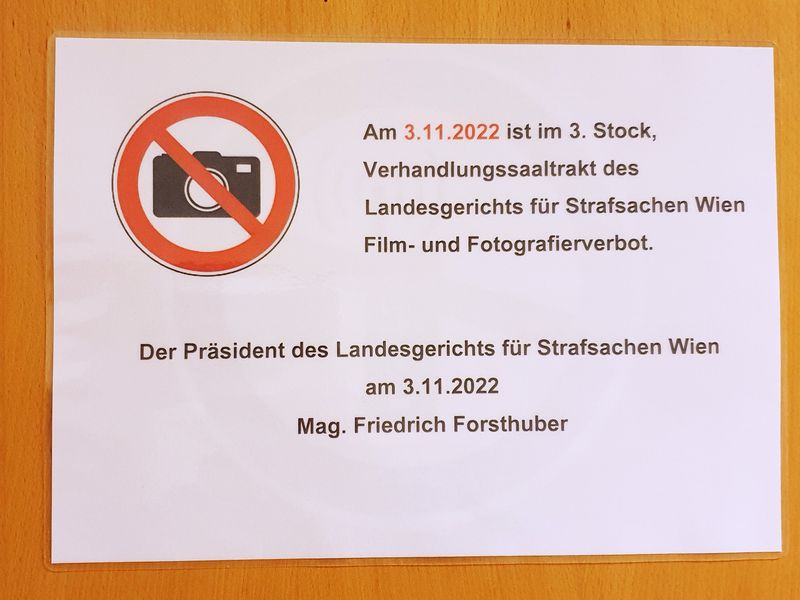 Am 3.11.2022 ist im 3. Stock,
Verhandlungssaaltrakt des
Landesgerichts für Strafsachen Wien
Film- und Fotografierverbot.
Der Präsident des Landesgerichts für Strafsachen Wien
am 3.11.2022
Mag. Friedrich Forsthuber